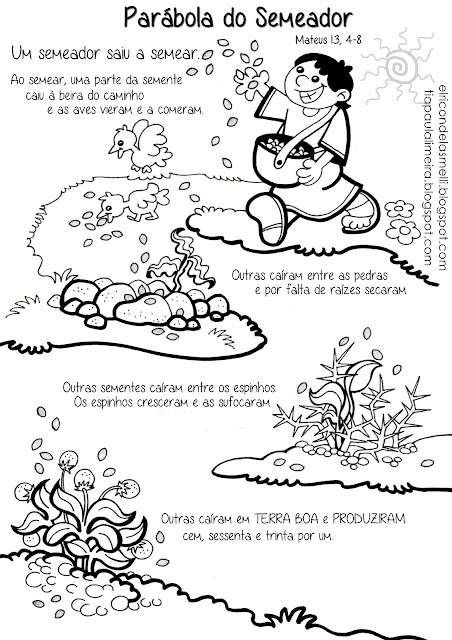 Parábola do Semeador
Mateus 13, 4-8
Um semeador saiu a semear.
Ao semear, uma parte da semente
caiu à beira do caminho
e as aves vieram e a comeram.
elricondelasmelli.blogspot.com
tiapaulalimeira.blogspot.com
Outras caíram entre as pedras
e por falta de raízes secaram
Outras sementes caíram entre os espinhos.
Os espinhos cresceram e as sufocaram
Outras caíram em TERRA BOA e PRODUZIRAM
cem, sessenta e trinta por um.